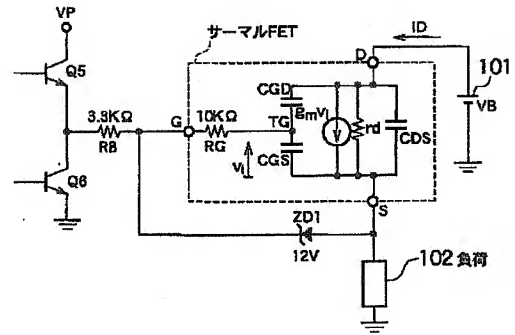 VP
サーマルFET
ID
Q5
D
101
VB
CGD
gmVi
3.9KΩ
R8
G
10KΩ
RG
TG
rd
CDS
Vi
CGS
Q6
S
ZD1
12V
102 負荷